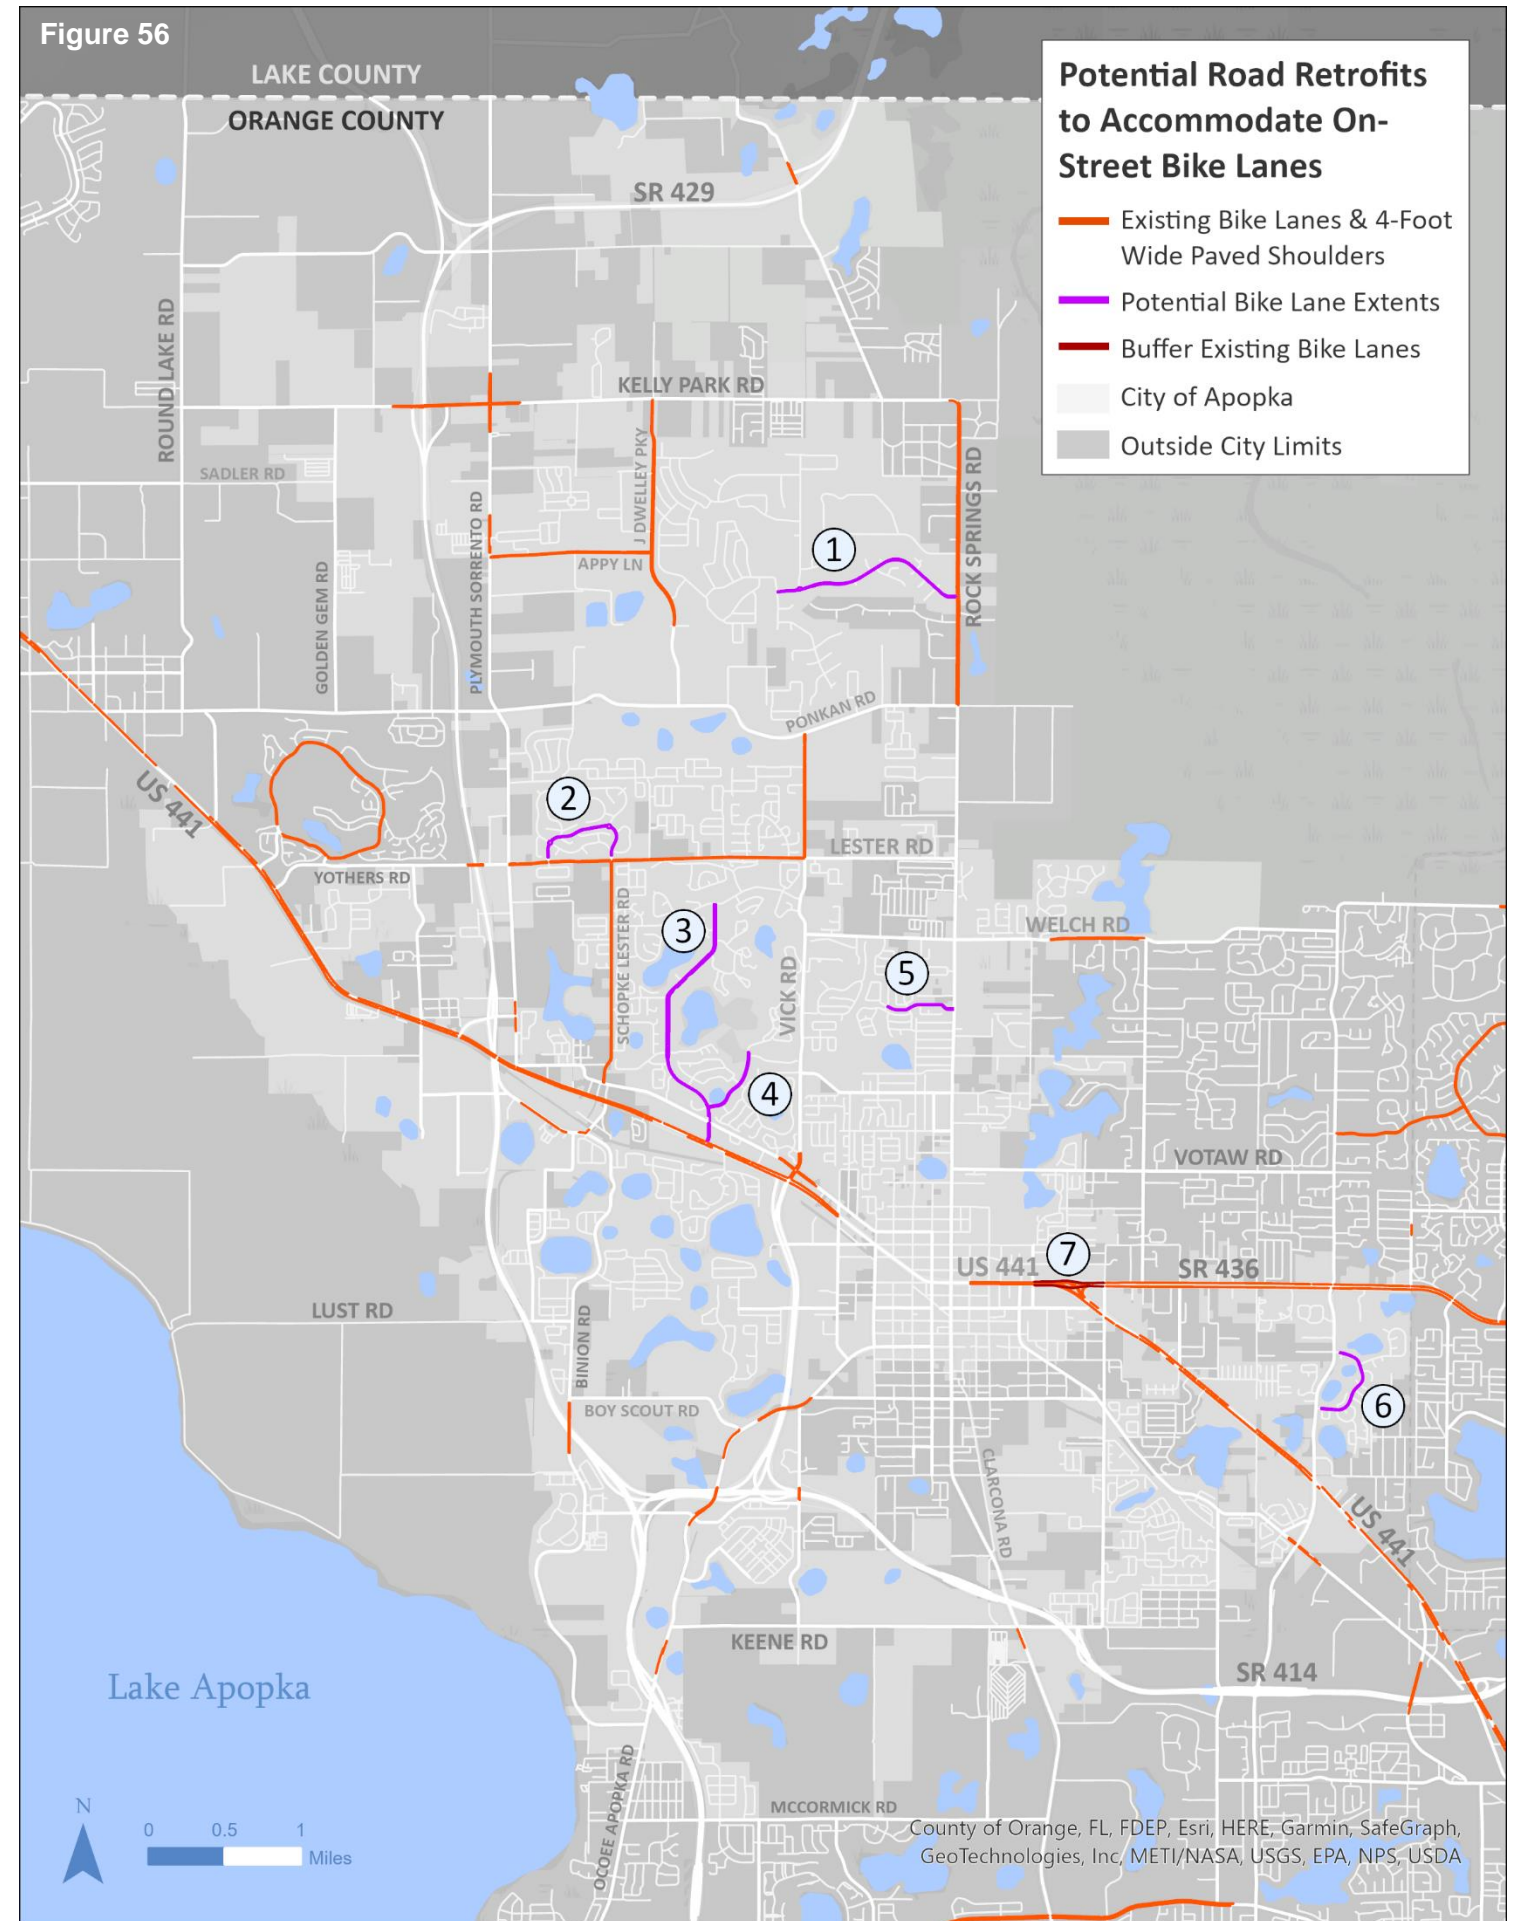 Figure 56
LAKE COUNTY
ORANGE COUNTY
Potential Road Retrofits
to Accommodate On-
Street Bike Lanes
Existing Bike Lanes & 4-Foot
Wide Paved Shoulders
Potential Bike Lane Extents
Buffer Existing Bike Lanes
City of Apopka
Outside City Limits
SR 429
ROUND LAKE RD
KELLY PARK RD
SADLER RD
J DWELLEY PKY
ROCK SPRINGS RD
PLYMOUTH SORRENTO RD
1
APPY LN
GOLDEN GEM RD
PONKAN RD
US 441
2
LESTER RD
YOTHERS RD
SCHOPKE LESTER RD
3
WELCH RD
VICK RD
5
4
VOTAW RD
7
US 441
SR 436
LUST RD
BINION RD
BOY SCOUT RD
6
CLARCONA RD
US 441
KEENE RD
SR 414
Lake Apopka
OCOEE APOPKA RD
MCCORMICK RD
N
0 0.5 1
Miles
County of Orange, FL, FDEP, Esri, HERE, Garmin, SafeGraph,
GeoTechnologies, Inc, METI/NASA, USGS, EPA, NPS, USDA